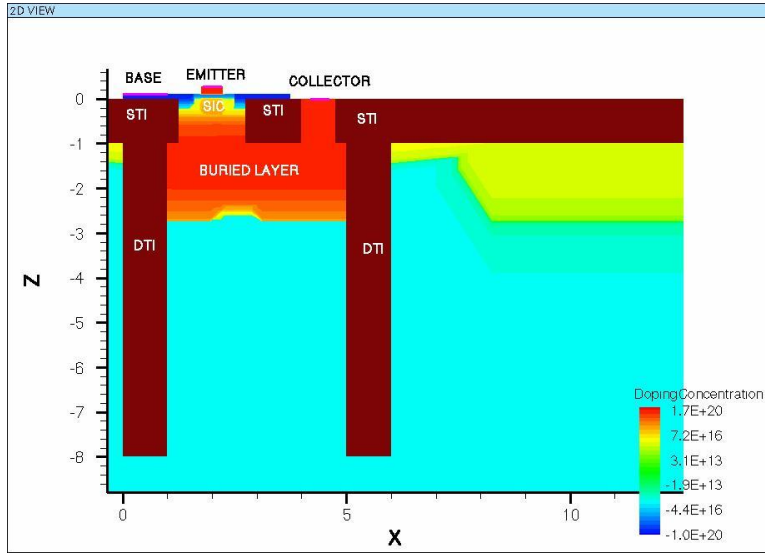 2D VIEW
BASE EMITTER COLLECTOR
0
STI SIC STI STI
-1
BURIED LAYER
-2
-3
DTI DTI
Z
-4
-5
-6
-7
-8
DopingConcentration
1.7E+20
7.2E+16
3.1E+13
-1.9E+13
-4.4E+16
-1.0E+20
0 5 10
X